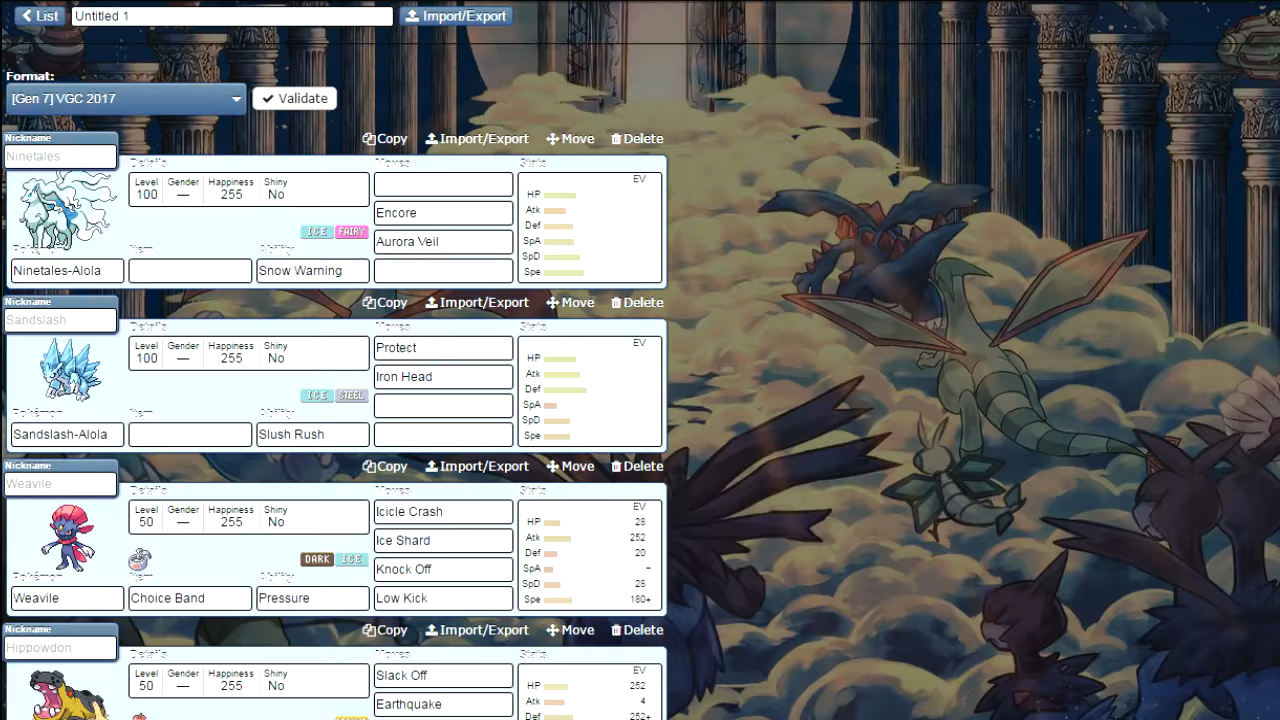 List Untitled 1 Import/Export
Format:
[Gen 7] VGC 2017 Validate
Nickname Copy Import/Export Move Delete
Ninetales
Level Gender Happiness Shiny EV
100 — 255 No HP
Encore Atk
ICE FAIRY Def
Aurora Veil SpA
SpD
Ninetales-Alola Snow Warning Spe
Nickname Copy Import/Export Move Delete
Sandslash
Level Gender Happiness Shiny Protect EV
100 — 255 No HP
Iron Head Atk
ICE STEEL Def
SpA
SpD
Sandslash-Alola Slush Rush Spe
Nickname Copy Import/Export Move Delete
Weavile
Level Gender Happiness Shiny Icicle Crash EV
50 — 255 No HP 28
Ice Shard Atk 252
DARK ICE Def 20
Knock Off SpA –
SpD 28
Weavile Choice Band Pressure Low Kick Spe 180+
Nickname Copy Import/Export Move Delete
Hippowdon
Level Gender Happiness Shiny Slack Off EV
50 — 255 No HP 252
Earthquake Atk 4
Def 252+